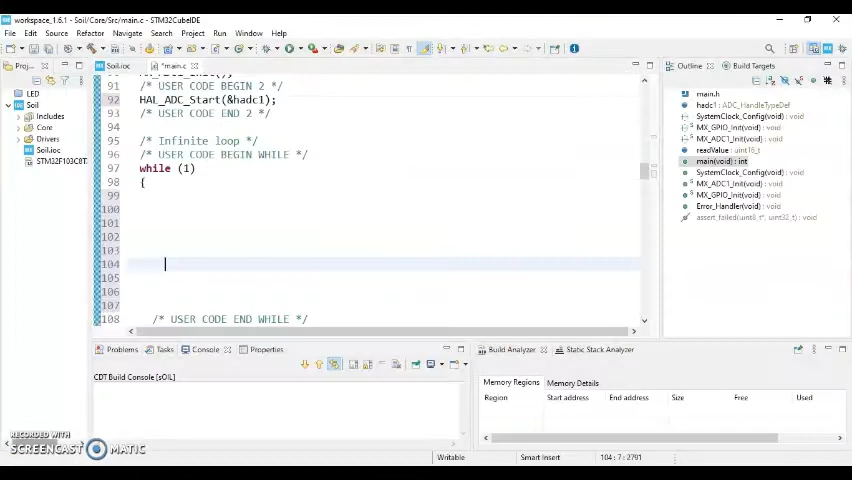 workspace_1.6.1 - Soil/Core/Src/main.c - STM32CubeIDE
File Edit Source Refactor Navigate Search Project Run Window Help
Proj...
Soil.ioc
*main.c
Outline
Build Targets
LED
Soil
Includes
Core
Drivers
Soil.ioc
STM32F103C8T
91 /* USER CODE BEGIN 2 */
92 HAL_ADC_Start(&hadc1);
93 /* USER CODE END 2 */
94
95 /* Infinite loop */
96 /* USER CODE BEGIN WHILE */
97 while (1)
98 {
99
100
101
102
103
104
105
106
107
108 /* USER CODE END WHILE */
main.h
hadc1 : ADC_HandleTypeDef
SystemClock_Config(void) : void
MX_GPIO_Init(void) : void
MX_ADC1_Init(void) : void
readValue : uint16_t
main(void) : int
SystemClock_Config(void) : void
MX_ADC1_Init(void) : void
MX_GPIO_Init(void) : void
Error_Handler(void) : void
assert_failed(uint8_t*, uint32_t) : void
Problems Tasks Console Properties
CDT Build Console [sOIL]
Build Analyzer Static Stack Analyzer
Memory Regions Memory Details
Region Start address End address Size Free Used
RECORDED WITH
SCREENCAST MATIC
Writable Smart Insert 104 : 7 : 2791